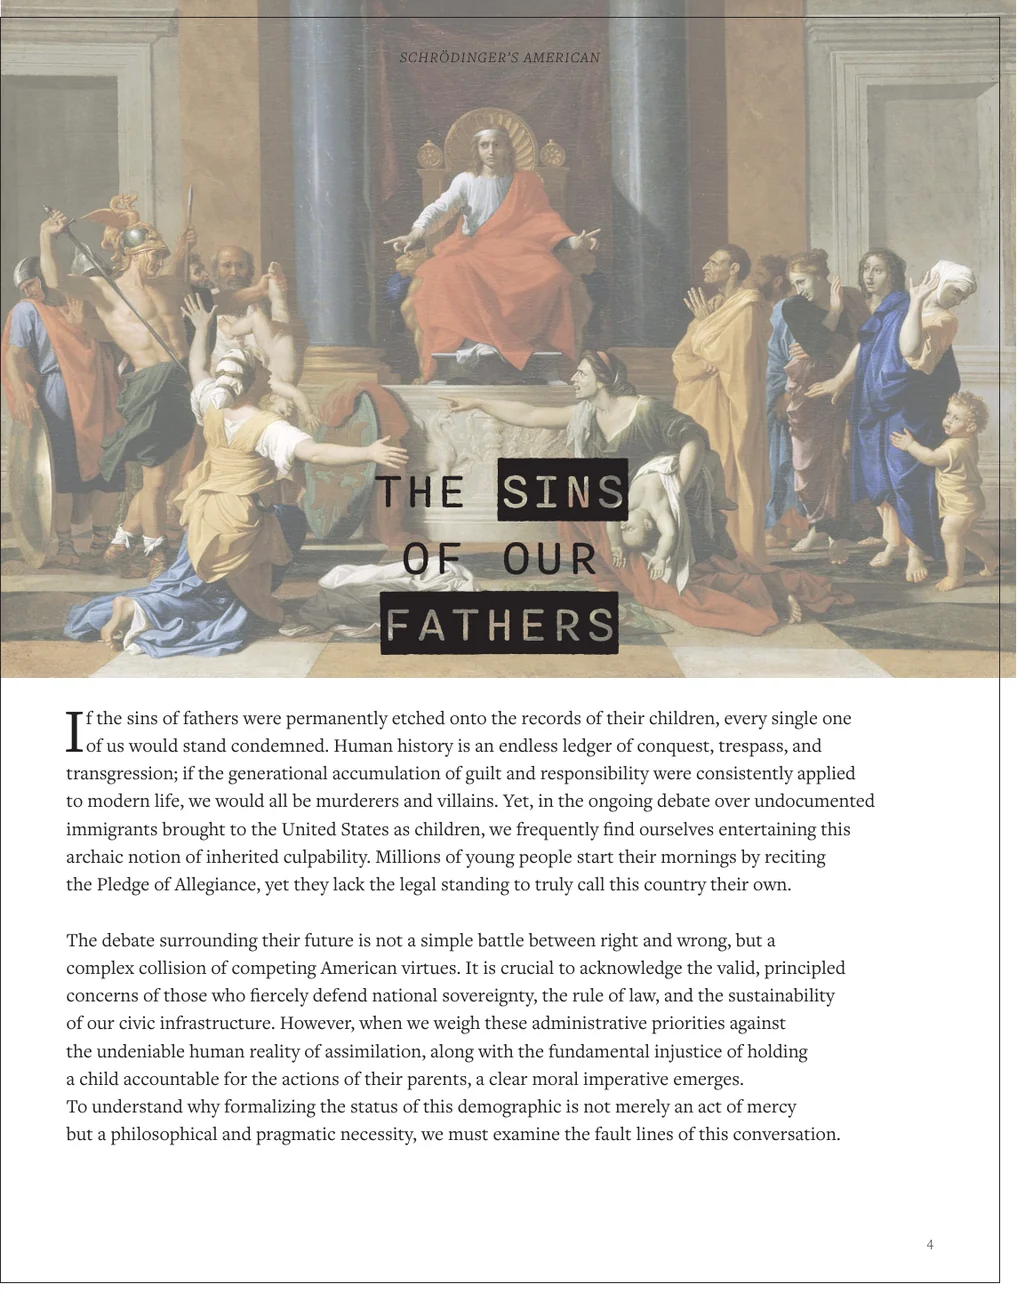 SCHRÖDINGER'S AMERICAN
THE SINS
OF OUR
FATHERS
If the sins of fathers were permanently etched onto the records of their children, every single one
of us would stand condemned. Human history is an endless ledger of conquest, trespass, and
transgression; if the generational accumulation of guilt and responsibility were consistently applied
to modern life, we would all be murderers and villains. Yet, in the ongoing debate over undocumented
immigrants brought to the United States as children, we frequently find ourselves entertaining this
archaic notion of inherited culpability. Millions of young people start their mornings by reciting
the Pledge of Allegiance, yet they lack the legal standing to truly call this country their own.
The debate surrounding their future is not a simple battle between right and wrong, but a
complex collision of competing American virtues. It is crucial to acknowledge the valid, principled
concerns of those who fiercely defend national sovereignty, the rule of law, and the sustainability
of our civic infrastructure. However, when we weigh these administrative priorities against
the undeniable human reality of assimilation, along with the fundamental injustice of holding
a child accountable for the actions of their parents, a clear moral imperative emerges.
To understand why formalizing the status of this demographic is not merely an act of mercy
but a philosophical and pragmatic necessity, we must examine the fault lines of this conversation.
4